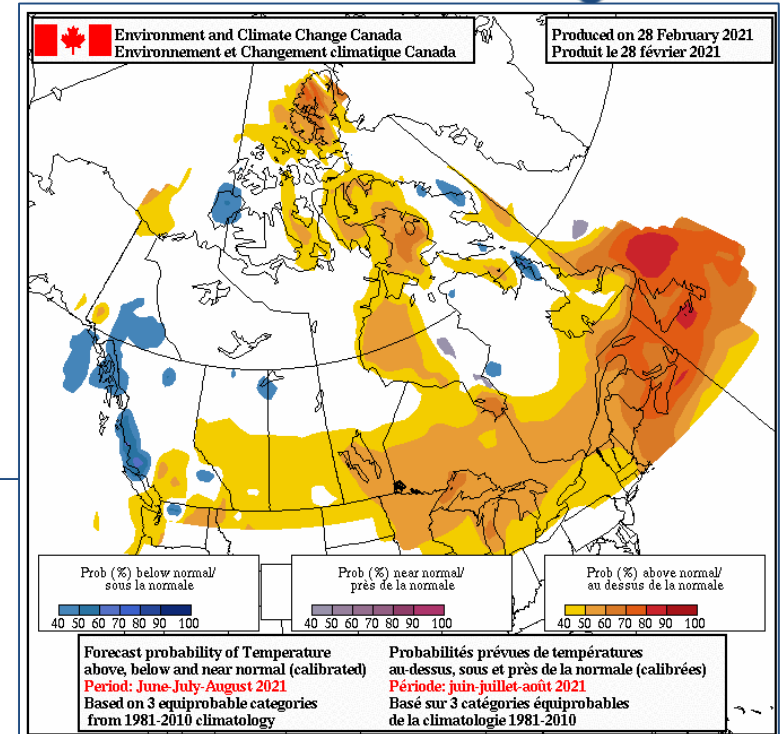 Environment and Climate Change Canada
Environnement et Changement climatique Canada
Produced on 28 February 2021
Produit le 28 février 2021
Prob (%) below normal/
sous la normale
40 50 60 70 80 90 100
Prob (%) near normal/
près de la normale
40 50 60 70 80 90 100
Prob (%) above normal/
au dessus de la normale
40 50 60 70 80 90 100
Forecast probability of Temperature
above, below and near normal (calibrated)
Period: June-July-August 2021
Based on 3 equiprobable categories
from 1981-2010 climatology
Probabilités prévues de températures
au-dessus, sous et près de la normale (calibrées)
Période: juin-juillet-août 2021
Basé sur 3 catégories équiprobables
de la climatologie 1981-2010